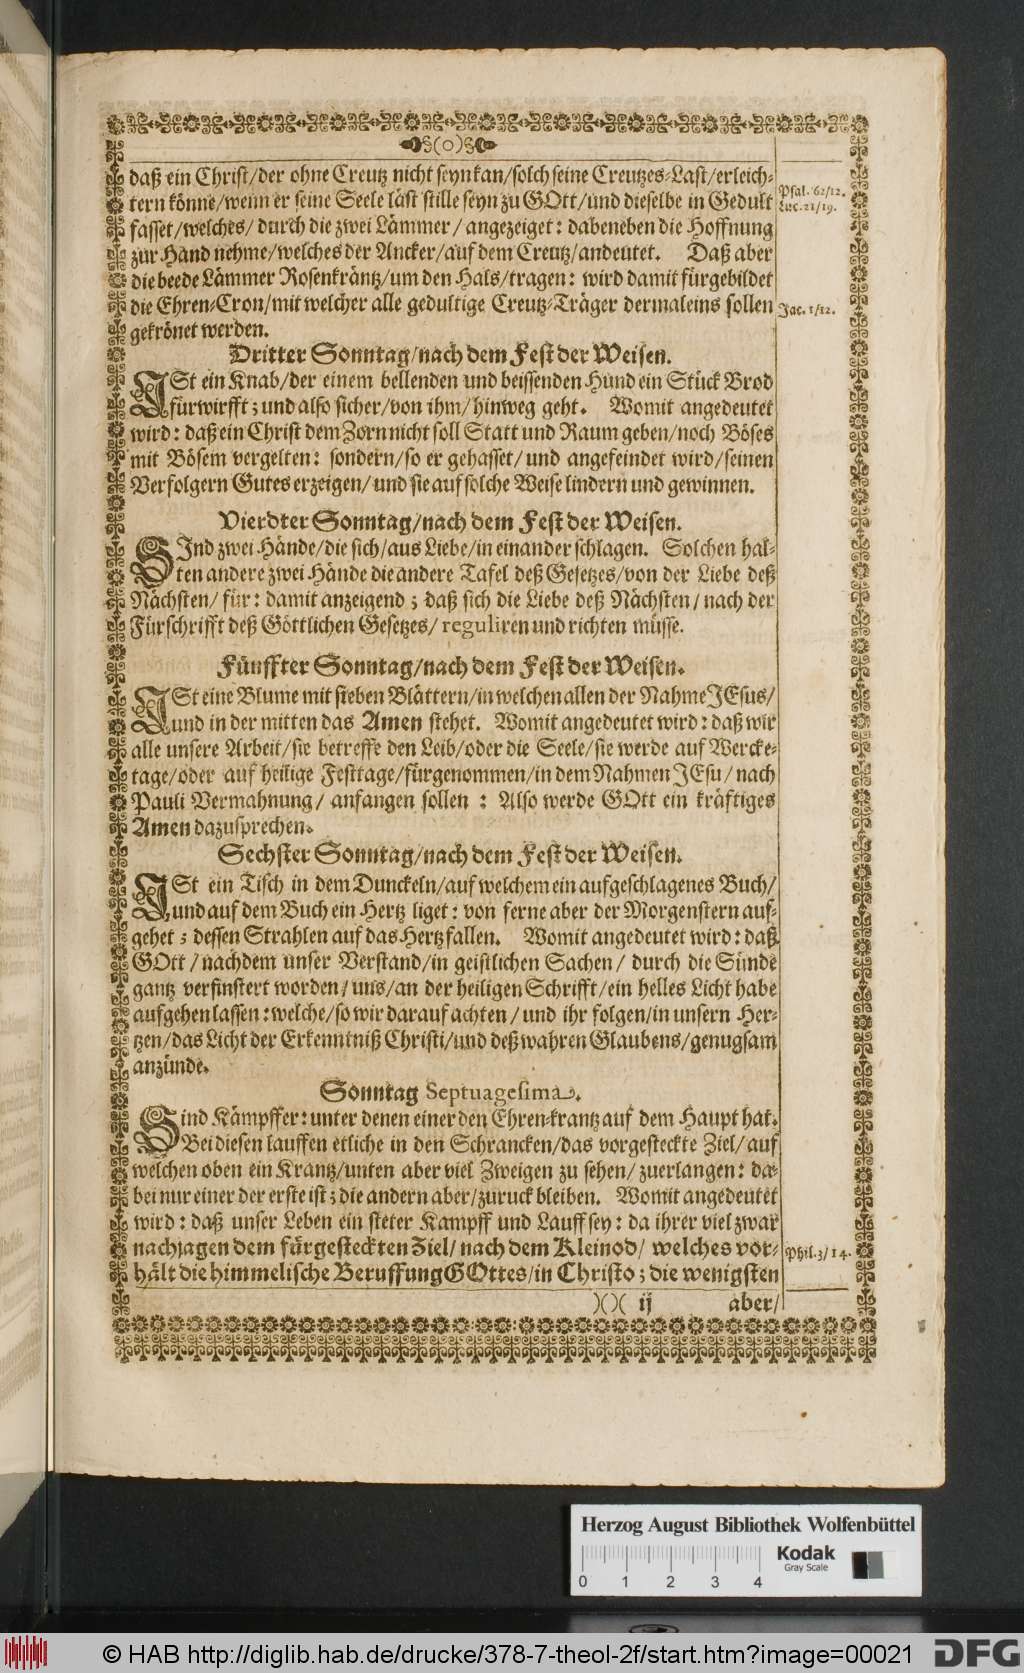 §(o)§
daß ein Christ/der ohne Creutz nicht seyn kan/solch seine Creutzes-Last/erleich-
tern könne/wenn er seine Seele läst stille seyn zu GOtt/und dieselbe in Gedult
Psal. 62/12.
Luc. 21/19.
fasset/welches/ durch die zwei Lämmer/ angezeiget: dabeneben die Hoffnung
zur Hand nehme/welches der Ancker/auf dem Creutz/andeutet. Daß aber
die beede Lämmer Rosenkräntz/um den Hals/tragen: wird damit fürgebildet
die Ehren-Cron/mit welcher alle gedultige Creutz-Träger dermaleins sollen
Jac. 1/12.
gekrönet werden.
Dritter Sonntag/nach dem Fest der Weisen.
ISt ein Knab/der einem bellenden und beissenden Hund ein Stück Brod
fürwirfft; und also sicher/von ihm/hinweg geht. Womit angedeutet
wird: daß ein Christ dem Zorn nicht soll Statt und Raum geben/noch Böses
mit Bösem vergelten: sondern/so er gehasset/ und angefeindet wird/seinen
Verfolgern Gutes erzeigen/ und sie auf solche Weise lindern und gewinnen.
Vierdter Sonntag/nach dem Fest der Weisen.
SInd zwei Hände/die sich/aus Liebe/in einander schlagen. Solchen hal-
ten andere zwei Hände die andere Tafel deß Gesetzes/von der Liebe deß
Nächsten/ für: damit anzeigend; daß sich die Liebe deß Nächsten/nach der
Fürschrifft deß Göttlichen Gesetzes/ reguliren und richten müsse.
Fünffter Sonntag/nach dem Fest der Weisen.
ISt eine Blume mit sieben Blättern/in welchen allen der Nahme JEsus/
und in der mitten das Amen stehet. Womit angedeutet wird: daß wir
alle unsere Arbeit/sie betreffe den Leib/oder die Seele/sie werde auf Wercke-
tage/oder auf heilige Festtage/fürgenommen/in dem Nahmen JEsu/ nach
Pauli Vermahnung/ anfangen sollen: Also werde GOtt ein kräftiges
Amen dazusprechen.
Sechster Sonntag/nach dem Fest der Weisen.
ISt ein Tisch in dem Dunckeln/auf welchem ein aufgeschlagenes Buch/
und auf dem Buch ein Hertz liget: von ferne aber der Morgenstern auf-
gehet; dessen Strahlen auf das Hertz fallen. Womit angedeutet wird: daß
GOtt/nachdem unser Verstand/in geistlichen Sachen/ durch die Sünde
gantz verfinstert worden/uns/an der heiligen Schrifft/ein helles Licht habe
aufgehen lassen: welche/so wir darauf achten/ und ihr folgen/in unsern Her-
tzen/das Licht der Erkenntniß Christi/und deß wahren Glaubens/genugsam
anzünde.
Sonntag Septuagesima.
Sind Kämpffer: unter denen einer den Ehren-krantz auf dem Haupt hat.
Bei diesen lauffen etliche in den Schrancken/das vorgesteckte Ziel/auf
welchen oben ein Krantz/unten aber viel Zweigen zu sehen/zuerlangen: da-
bei nur einer der erste ist; die andern aber/zuruck bleiben. Womit angedeutet
wird: daß unser Leben ein steter Kampff und Lauff sey: da ihrer viel zwar
nachjagen dem fürgesteckten Ziel/ nach dem Kleinod/ welches vor-
Phil. 3/14.
hält die himmelische Beruffung GOttes/in Christo; die wenigsten
)()( ij
aber/
Herzog August Bibliothek Wolfenbüttel
0 1 2 3 4
Kodak
Gray Scale
© HAB http://diglib.hab.de/drucke/378-7-theol-2f/start.htm?image=00021
DFG